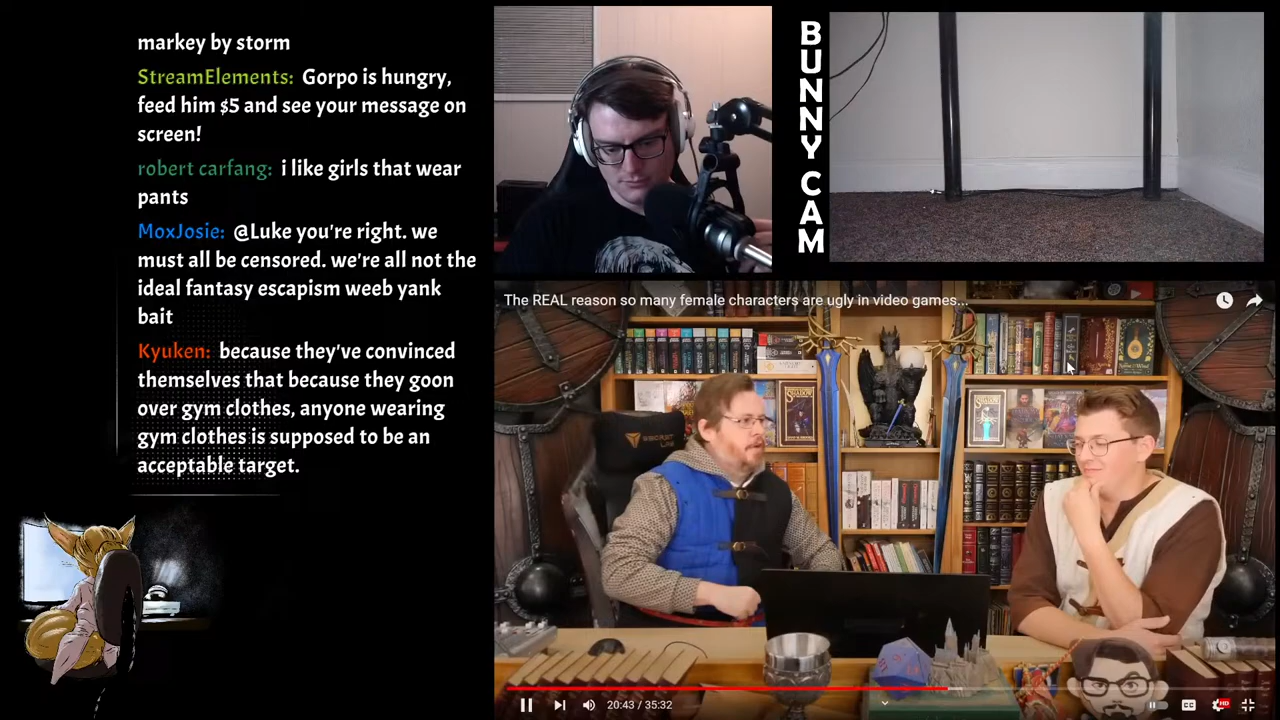 markey by storm
StreamElements: Gorpo is hungry,
feed him $5 and see your message on
screen!
robert carfang: i like girls that wear
pants
MoxJosie: @Luke you're right. we
must all be censored. we're all not the
ideal fantasy escapism weeb yank
bait
Kyuken: because they've convinced
themselves that because they goon
over gym clothes, anyone wearing
gym clothes is supposed to be an
acceptable target.
BUNNY CAM
The REAL reason so many female characters are ugly in video games...
SHADOW
20:43 / 35:32
CC
HD